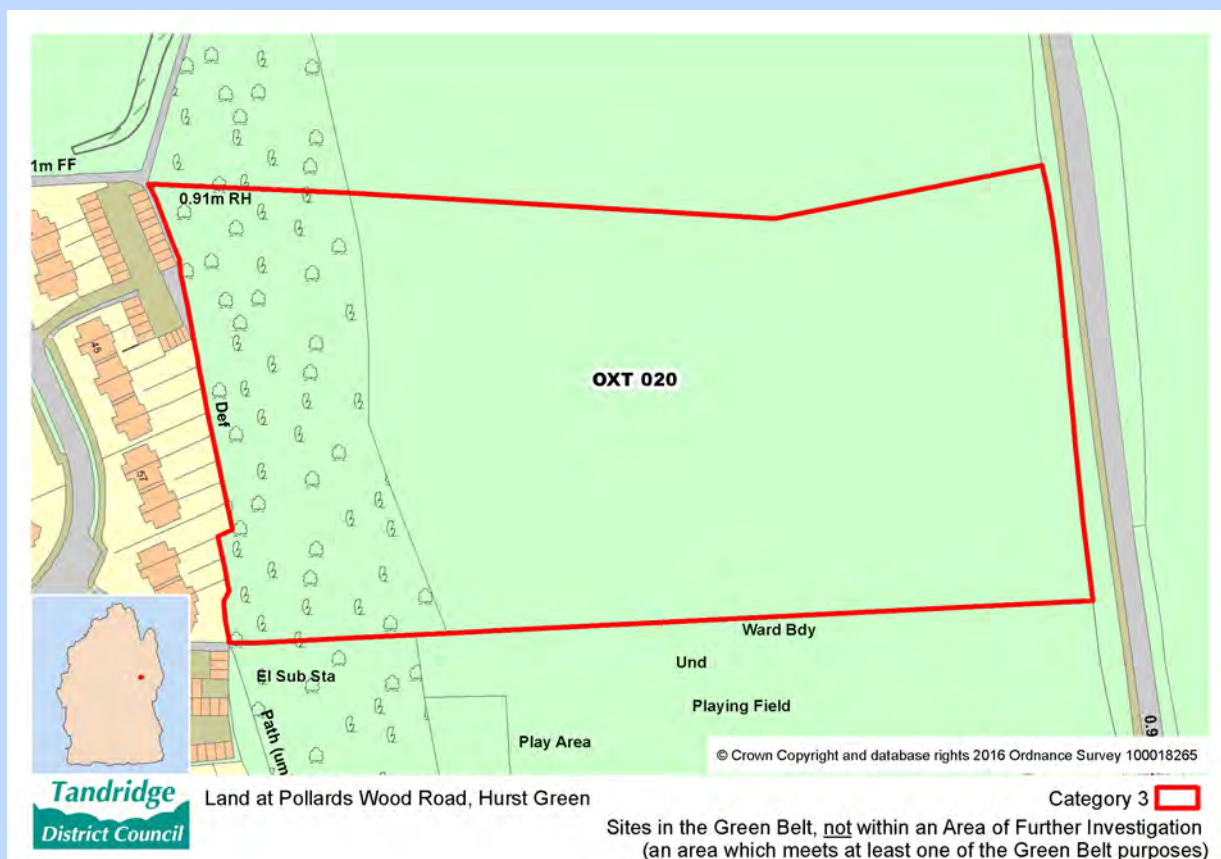 1m FF
0.91m RH
45
OXT 020
Def
57
Ward Bdy
El Sub Sta
Und
Path (um
Playing Field
Play Area
0.9
© Crown Copyright and database rights 2016 Ordnance Survey 100018265
Tandridge
District Council
Land at Pollards Wood Road, Hurst Green
Category 3
Sites in the Green Belt, not within an Area of Further Investigation
(an area which meets at least one of the Green Belt purposes)